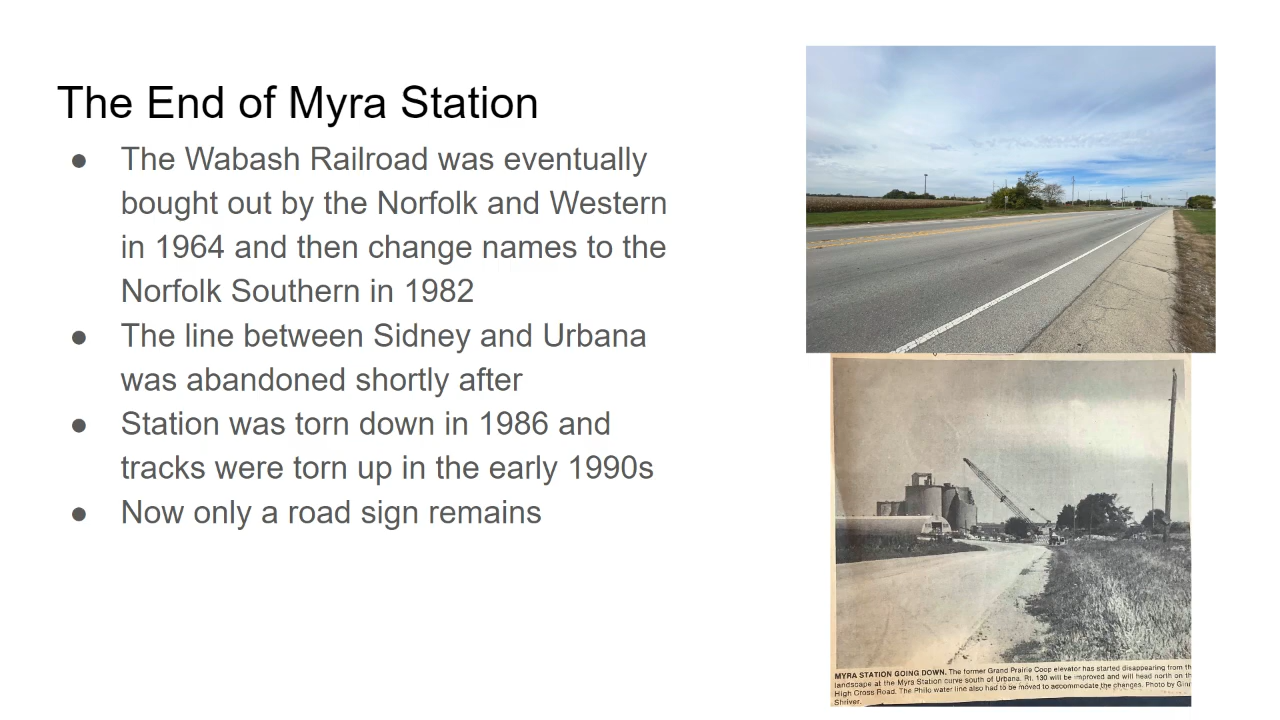 The End of Myra Station
● The Wabash Railroad was eventually
bought out by the Norfolk and Western
in 1964 and then change names to the
Norfolk Southern in 1982
● The line between Sidney and Urbana
was abandoned shortly after
● Station was torn down in 1986 and
tracks were torn up in the early 1990s
● Now only a road sign remains
MYRA STATION GOING DOWN. The former Grand Prairie Coop elevator has started disappearing from
landscape at the Myra Station curve south of Urbana. Rt. 130 will be improved and will head north on
High Cross Road. The Philo water line also had to be moved to accommodate the changes. Photo by
Shriver.